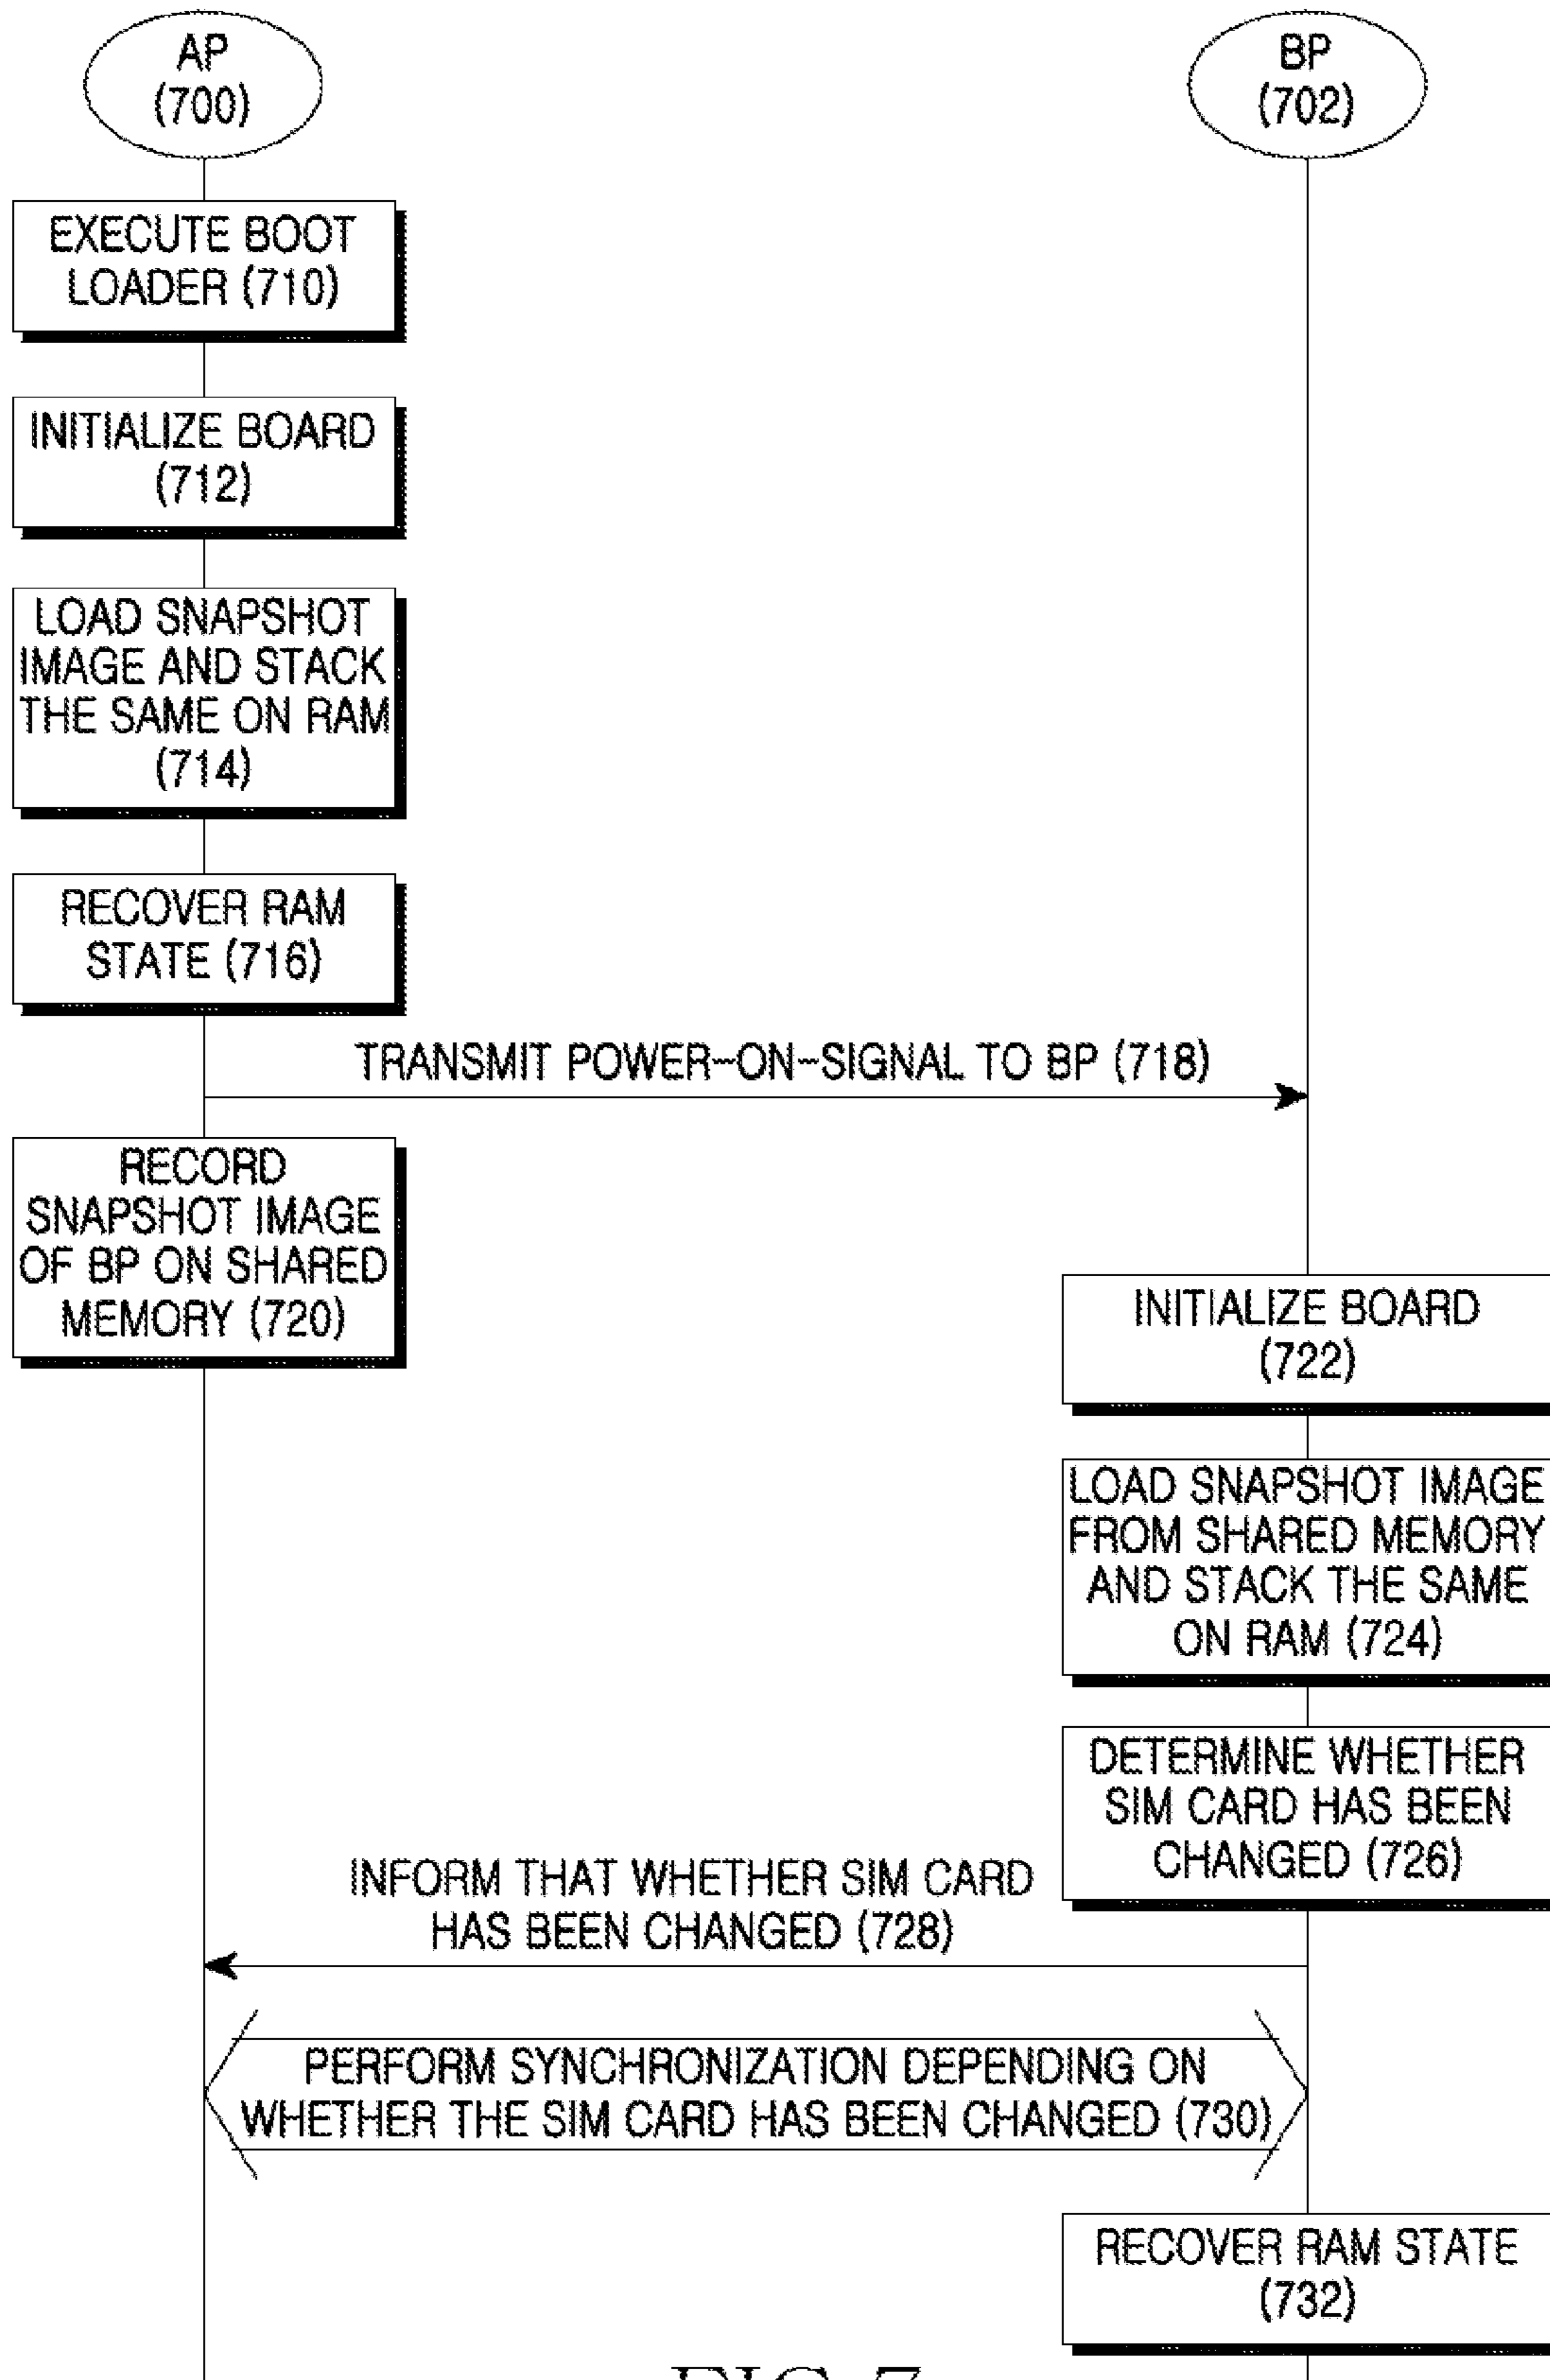 AP
(700)
BP
(702)
EXECUTE BOOT
LOADER (710)
INITIALIZE BOARD
(712)
LOAD SNAPSHOT
IMAGE AND STACK
THE SAME ON RAM
(714)
RECOVER RAM
STATE (716)
TRANSMIT POWER-ON-SIGNAL TO BP (718)
RECORD
SNAPSHOT IMAGE
OF BP ON SHARED
MEMORY (720)
INITIALIZE BOARD
(722)
LOAD SNAPSHOT IMAGE
FROM SHARED MEMORY
AND STACK THE SAME
ON RAM (724)
DETERMINE WHETHER
SIM CARD HAS BEEN
CHANGED (726)
INFORM THAT WHETHER SIM CARD
HAS BEEN CHANGED (728)
PERFORM SYNCHRONIZATION DEPENDING ON
WHETHER THE SIM CARD HAS BEEN CHANGED (730)
RECOVER RAM STATE
(732)
FIG. 7